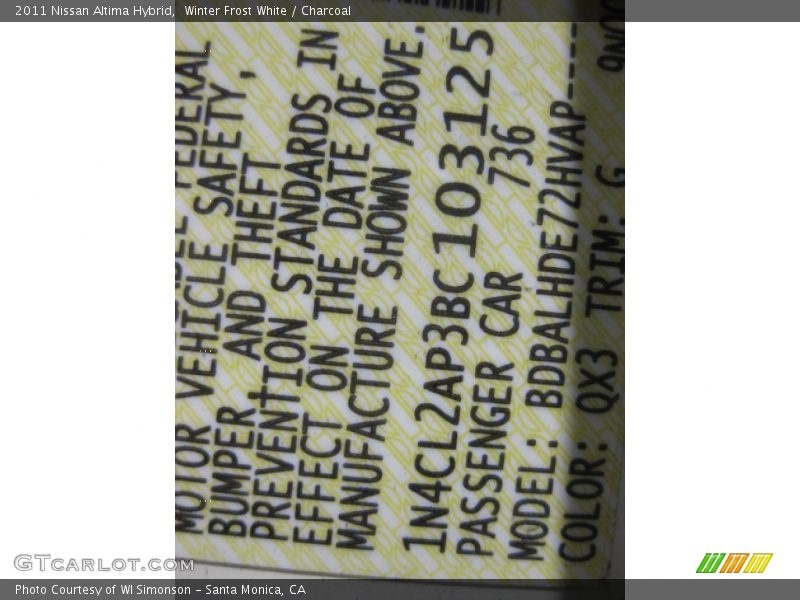 2011 Nissan Altima Hybrid,  Winter Frost White / Charcoal
FEDERAL
MOTOR VEHICLE SAFETY,
BUMPER AND THEFT
PREVENTION STANDARDS IN
EFFECT ON THE DATE OF
MANUFACTURE SHOWN ABOVE.
1N4CL2AP3BC103125
PASSENGER CAR 736
MODEL: BDBALHDE72HVAP----
COLOR: QX3 TRIM: G
GTCARLOT.COM
Photo Courtesy of WI Simonson - Santa Monica, CA